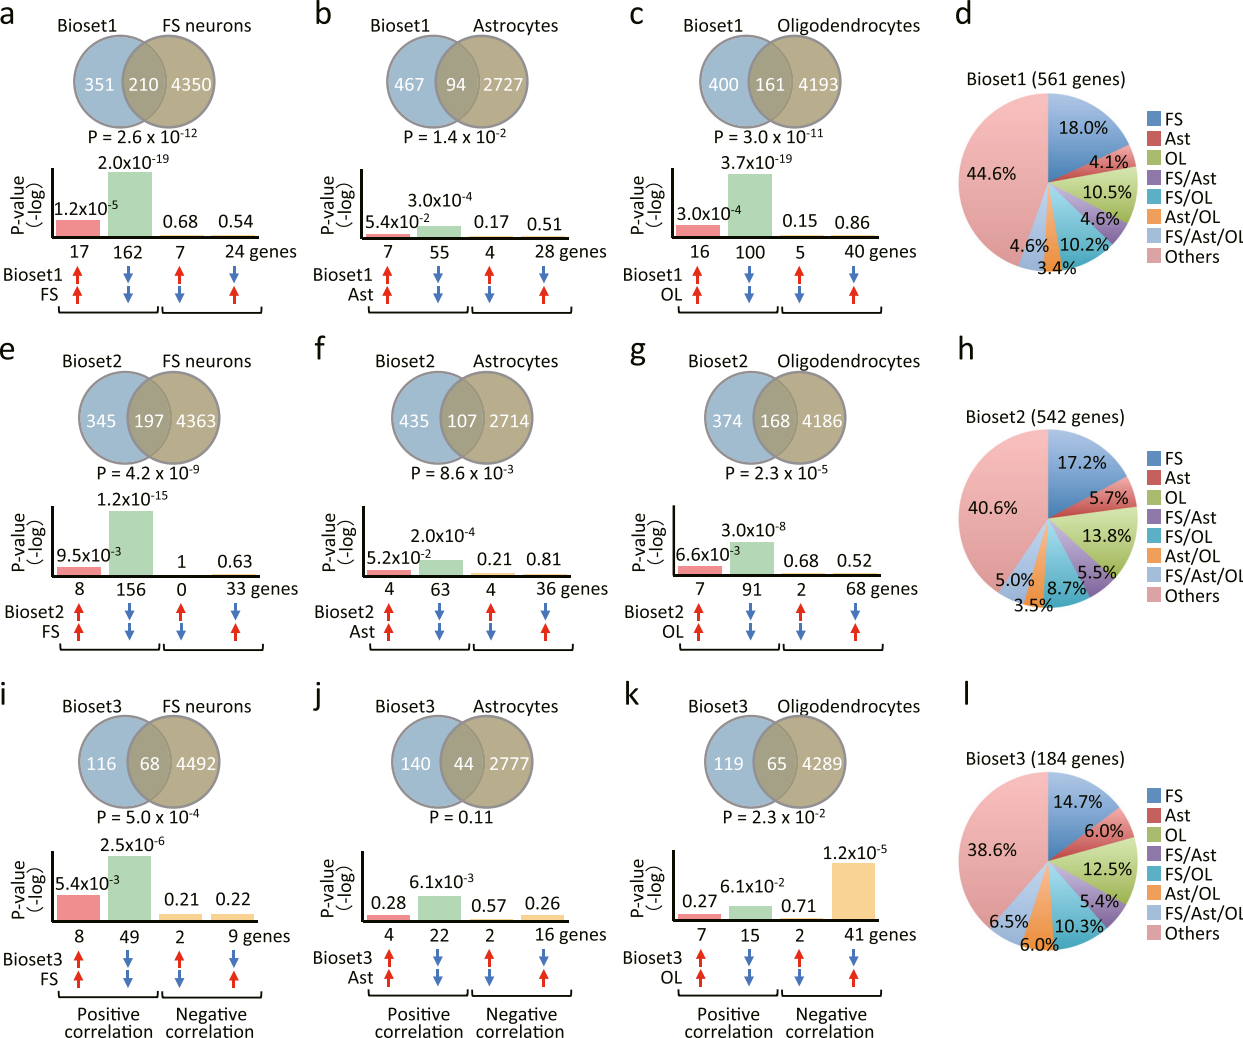 a
Bioset1 FS neurons
351 210 4350
P = 2.6 x 10-12
P-value (-log)
1.2x10-5 2.0x10-19 0.68 0.54
17 162 7 24 genes
Bioset1
FS
b
Bioset1 Astrocytes
467 94 2727
P = 1.4 x 10-2
P-value (-log)
5.4x10-2 3.0x10-4 0.17 0.51
7 55 4 28 genes
Bioset1
Ast
c
Bioset1 Oligodendrocytes
400 161 4193
P = 3.0 x 10-11
P-value (-log)
3.0x10-4 3.7x10-19 0.15 0.86
16 100 5 40 genes
Bioset1
OL
d
Bioset1 (561 genes)
18.0%
4.1%
10.5%
4.6%
10.2%
3.4%
4.6%
44.6%
FS
Ast
OL
FS/Ast
FS/OL
Ast/OL
FS/Ast/OL
Others
e
Bioset2 FS neurons
345 197 4363
P = 4.2 x 10-9
P-value (-log)
9.5x10-3 1.2x10-15 1 0.63
8 156 0 33 genes
Bioset2
FS
f
Bioset2 Astrocytes
435 107 2714
P = 8.6 x 10-3
P-value (-log)
5.2x10-2 2.0x10-4 0.21 0.81
4 63 4 36 genes
Bioset2
Ast
g
Bioset2 Oligodendrocytes
374 168 4186
P = 2.3 x 10-5
P-value (-log)
6.6x10-3 3.0x10-8 0.68 0.52
7 91 2 68 genes
Bioset2
OL
h
Bioset2 (542 genes)
17.2%
5.7%
13.8%
5.5%
8.7%
3.5%
5.0%
40.6%
FS
Ast
OL
FS/Ast
FS/OL
Ast/OL
FS/Ast/OL
Others
i
Bioset3 FS neurons
116 68 4492
P = 5.0 x 10-4
P-value (-log)
5.4x10-3 2.5x10-6 0.21 0.22
8 49 2 9 genes
Bioset3
FS
Positive correlation
Negative correlation
j
Bioset3 Astrocytes
140 44 2777
P = 0.11
P-value (-log)
0.28 6.1x10-3 0.57 0.26
4 22 2 16 genes
Bioset3
Ast
Positive correlation
Negative correlation
k
Bioset3 Oligodendrocytes
119 65 4289
P = 2.3 x 10-2
P-value (-log)
0.27 6.1x10-2 0.71 1.2x10-5
7 15 2 41 genes
Bioset3
OL
Positive correlation
Negative correlation
l
Bioset3 (184 genes)
14.7%
6.0%
12.5%
5.4%
10.3%
6.0%
6.5%
38.6%
FS
Ast
OL
FS/Ast
FS/OL
Ast/OL
FS/Ast/OL
Others